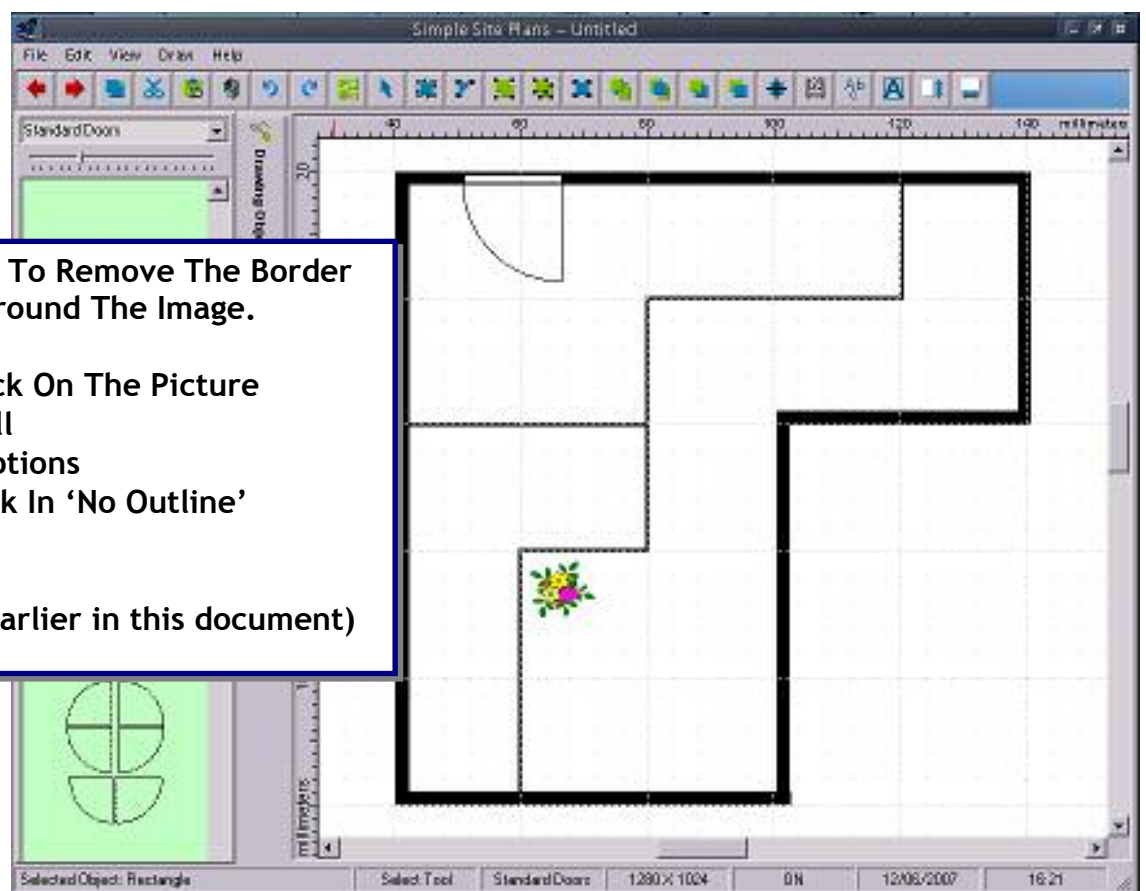 Simple Site Plans - Untitled
File Edit View Draw Help
Standard Doors
Drawing Obj
40 60 80 100 120 140 millimeters
20
To Remove The Border
round The Image.
ck On The Picture
ll
ptions
k In ‘No Outline’
arlier in this document)
millimeters
Selected Object: Rectangle
Select Tool
Standard Doors
1280 X 1024
ON
12/06/2007
16:21